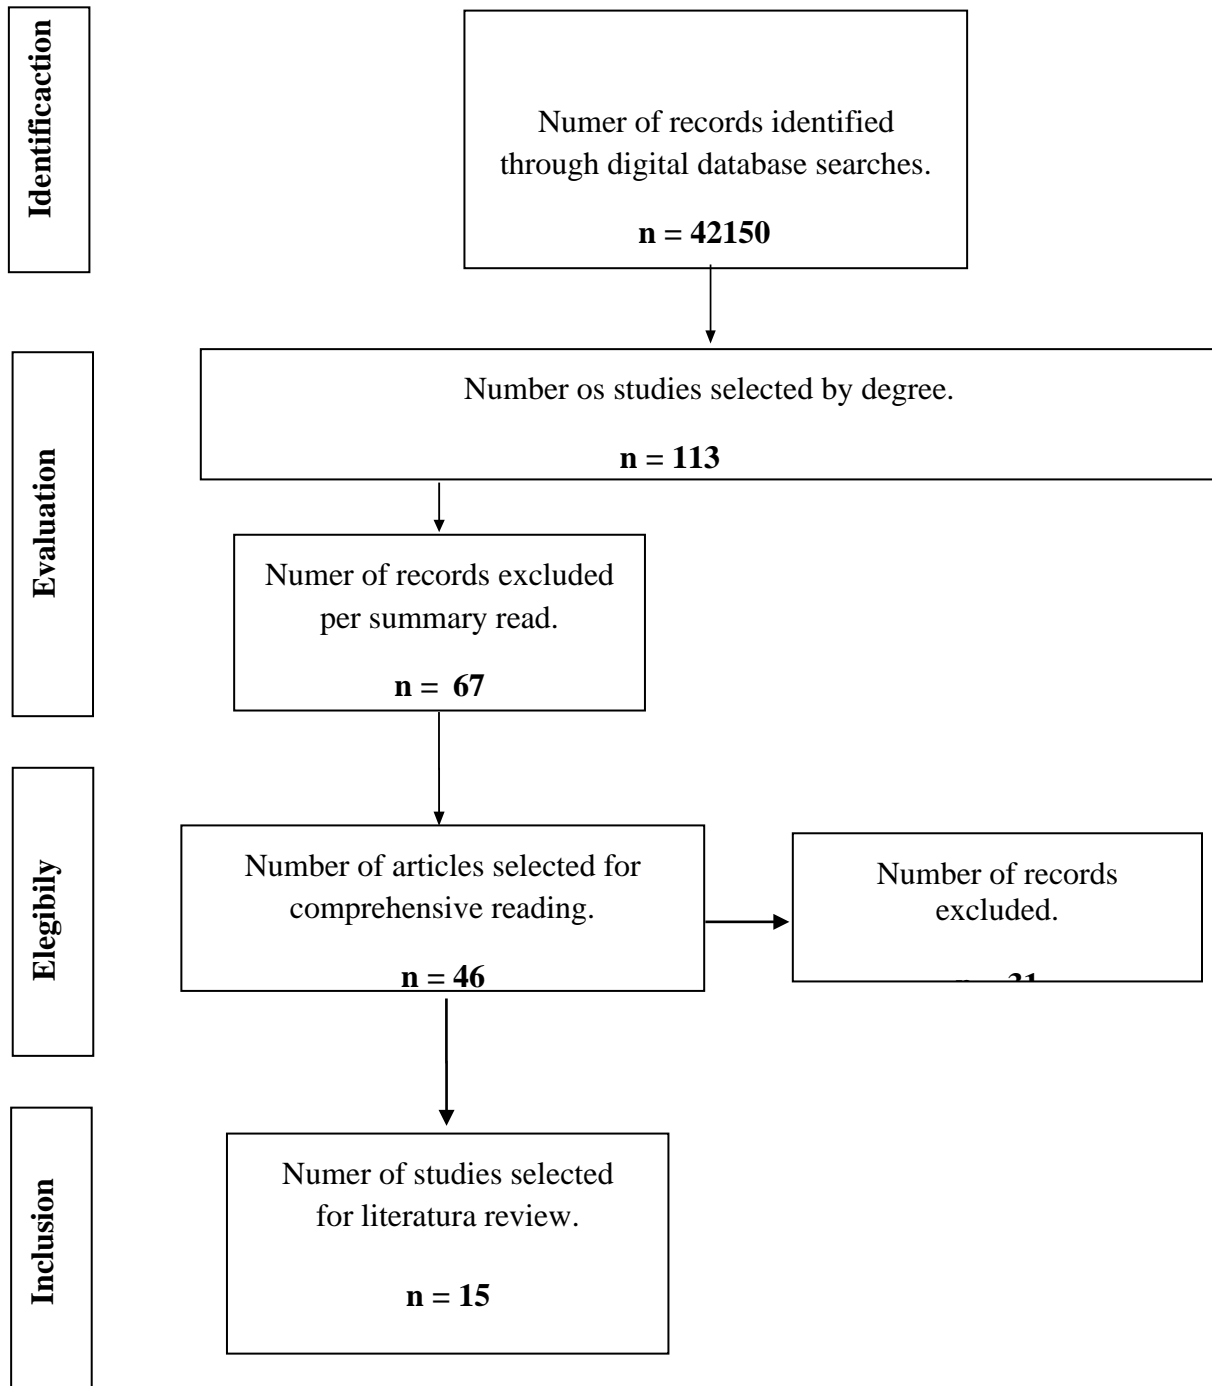 Identificaction
Numer of records identified
through digital database searches.
n = 42150
Evaluation
Number os studies selected by degree.
n = 113
Numer of records excluded
per summary read.
n =  67
Elegibily
Number of articles selected for
comprehensive reading.
n = 46
Number of records
excluded.
Inclusion
Numer of studies selected
for literatura review.
n = 15